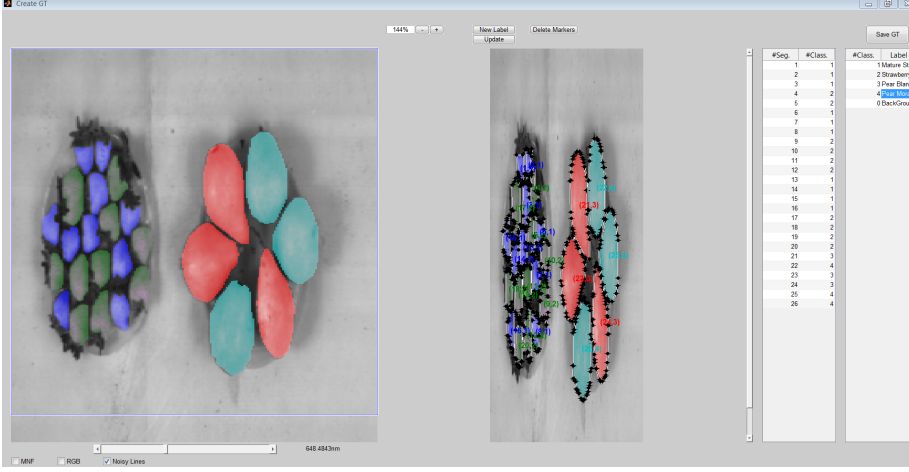 Create GT
144%
-
+
New Label
Delete Markers
Update
Save GT
#Seg. #Class.
1 1
2 1
3 1
4 2
5 2
6 1
7 1
8 1
9 2
10 2
11 2
12 2
13 1
14 1
15 1
16 1
17 2
18 2
19 2
20 2
21 3
22 4
23 3
24 3
25 4
26 4
#Class. Label
1 Mature St
2 Strawberr
3 Pear Blan
4 Pear Mor
0 BackGrou
(21,3)
648.4843nm
MNF
RGB
Noisy Lines